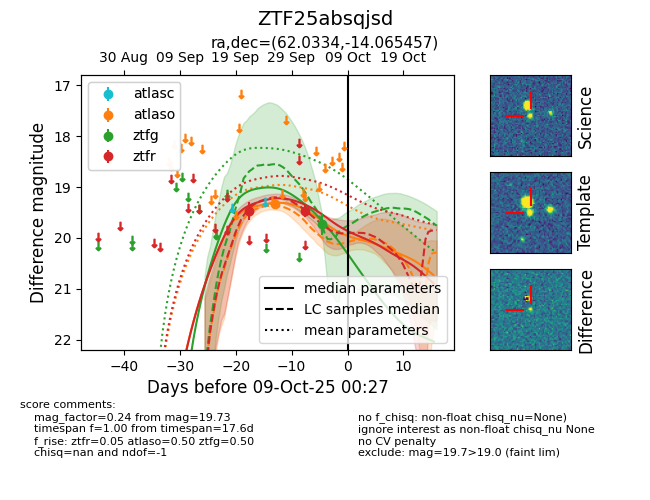 ZTF25absqjsd
ra,dec=(62.0334,-14.065457)
30 Aug 09 Sep 19 Sep 29 Sep 09 Oct 19 Oct
atlasc
atlaso
ztfg
ztfr
17
18
19
20
21
22
Difference magnitude
median parameters
LC samples median
mean parameters
−40 −30 −20 −10 0 10
Days before 09-Oct-25 00:27
Science
Template
Difference
score comments:
mag_factor=0.24 from mag=19.73
timespan f=1.00 from timespan=17.6d
f_rise: ztfr=0.05 atlaso=0.50 ztfg=0.50
chisq=nan and ndof=-1
no f_chisq: non-float chisq_nu=None)
ignore interest as non-float chisq_nu None
no CV penalty
exclude: mag=19.7>19.0 (faint lim)